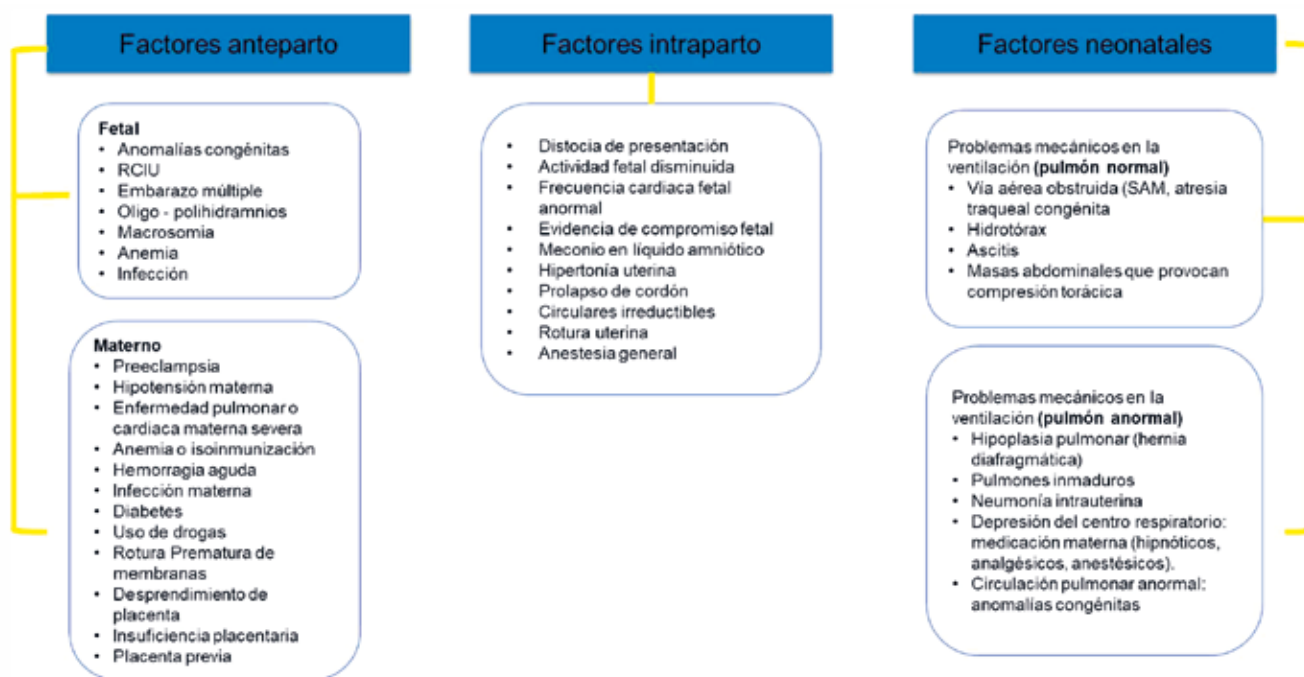 Factores anteparto
Fetal
• Anomalías congénitas
• RCIU
• Embarazo múltiple
• Oligo - polihidramnios
• Macrosomia
• Anemia
• Infección
Materno
• Preeclampsia
• Hipotensión materna
• Enfermedad pulmonar o
cardiaca materna severa
• Anemia o isoinmunización
• Hemorragia aguda
• Infección materna
• Diabetes
• Uso de drogas
• Rotura Prematura de
membranas
• Desprendimiento de
placenta
• Insuficiencia placentaria
• Placenta previa
Factores intraparto
• Distocia de presentación
• Actividad fetal disminuida
• Frecuencia cardiaca fetal
anormal
• Evidencia de compromiso fetal
• Meconio en líquido amniótico
• Hipertonía uterina
• Prolapso de cordón
• Circulares irreductibles
• Rotura uterina
• Anestesia general
Factores neonatales
Problemas mecánicos en la
ventilación (pulmón normal)
• Vía aérea obstruida (SAM, atresia
traqueal congénita
• Hidrotórax
• Ascitis
• Masas abdominales que provocan
compresión torácica
Problemas mecánicos en la
ventilación (pulmón anormal)
• Hipoplasia pulmonar (hernia
diafragmática)
• Pulmones inmaduros
• Neumonía intrauterina
• Depresión del centro respiratorio:
medicación materna (hipnóticos,
analgésicos, anestésicos).
• Circulación pulmonar anormal:
anomalías congénitas